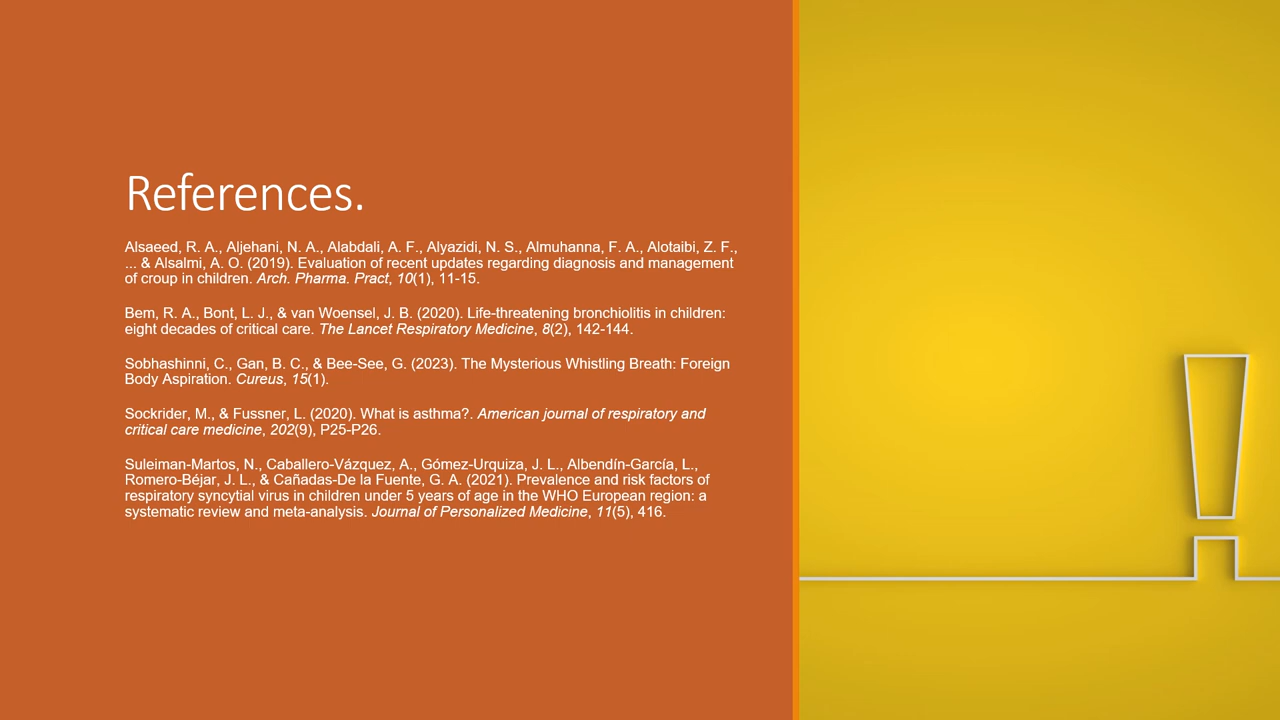 References.
Alsaeed, R. A., Aljehani, N. A., Alabdali, A. F., Alyazidi, N. S., Almuhanna, F. A., Alotaibi, Z. F.,
... & Alsalmi, A. O. (2019). Evaluation of recent updates regarding diagnosis and management
of croup in children. Arch. Pharma. Pract, 10(1), 11-15.
Bem, R. A., Bont, L. J., & van Woensel, J. B. (2020). Life-threatening bronchiolitis in children:
eight decades of critical care. The Lancet Respiratory Medicine, 8(2), 142-144.
Sobhashinni, C., Gan, B. C., & Bee-See, G. (2023). The Mysterious Whistling Breath: Foreign
Body Aspiration. Cureus, 15(1).
Sockrider, M., & Fussner, L. (2020). What is asthma?. American journal of respiratory and
critical care medicine, 202(9), P25-P26.
Suleiman-Martos, N., Caballero-Vázquez, A., Gómez-Urquiza, J. L., Albendín-García, L.,
Romero-Béjar, J. L., & Cañadas-De la Fuente, G. A. (2021). Prevalence and risk factors of
respiratory syncytial virus in children under 5 years of age in the WHO European region: a
systematic review and meta-analysis. Journal of Personalized Medicine, 11(5), 416.
!